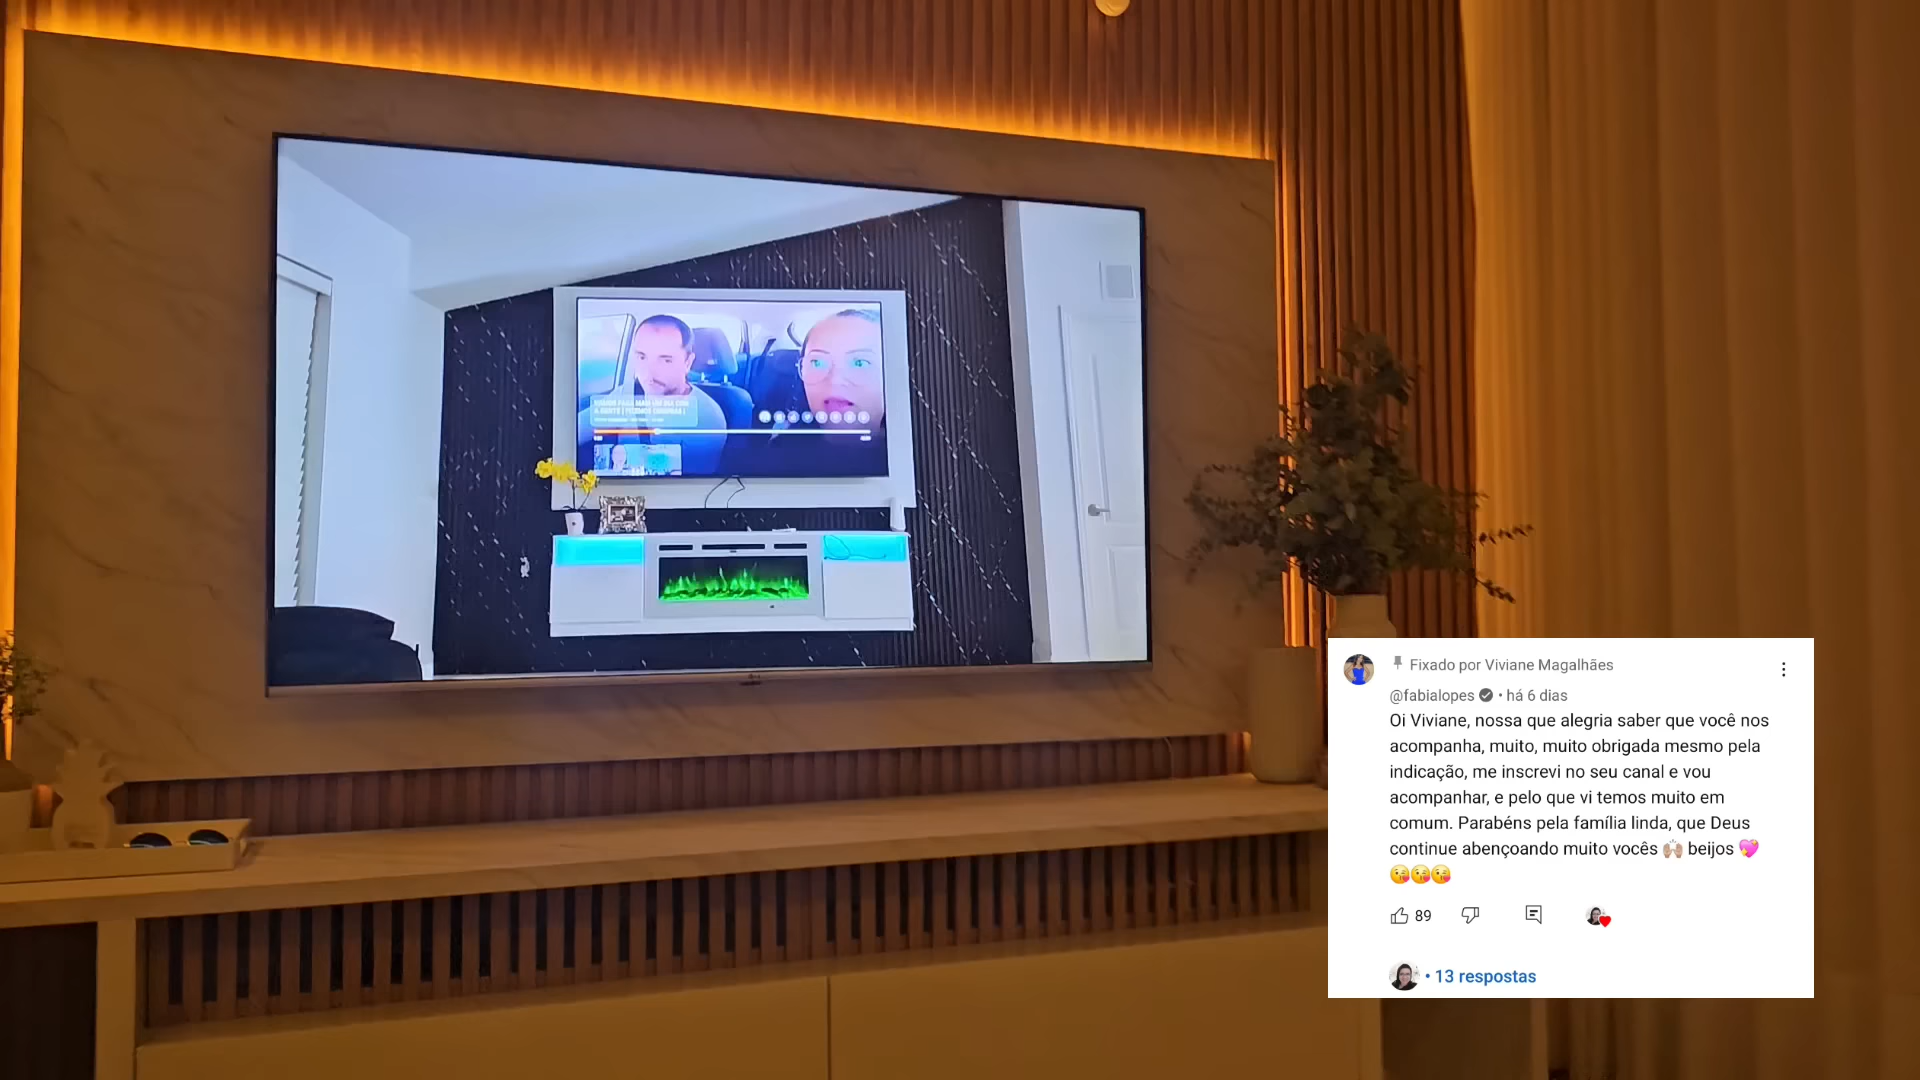 Fixado por Viviane Magalhães
@fabialopes • há 6 dias
Oi Viviane, nossa que alegria saber que você nos
acompanha, muito, muito obrigada mesmo pela
indicação, me inscrevi no seu canal e vou
acompanhar, e pelo que vi temos muito em
comum. Parabéns pela família linda, que Deus
continue abençoando muito vocês 🙌🏼 beijos 💖
😘😘😘
89
• 13 respostas